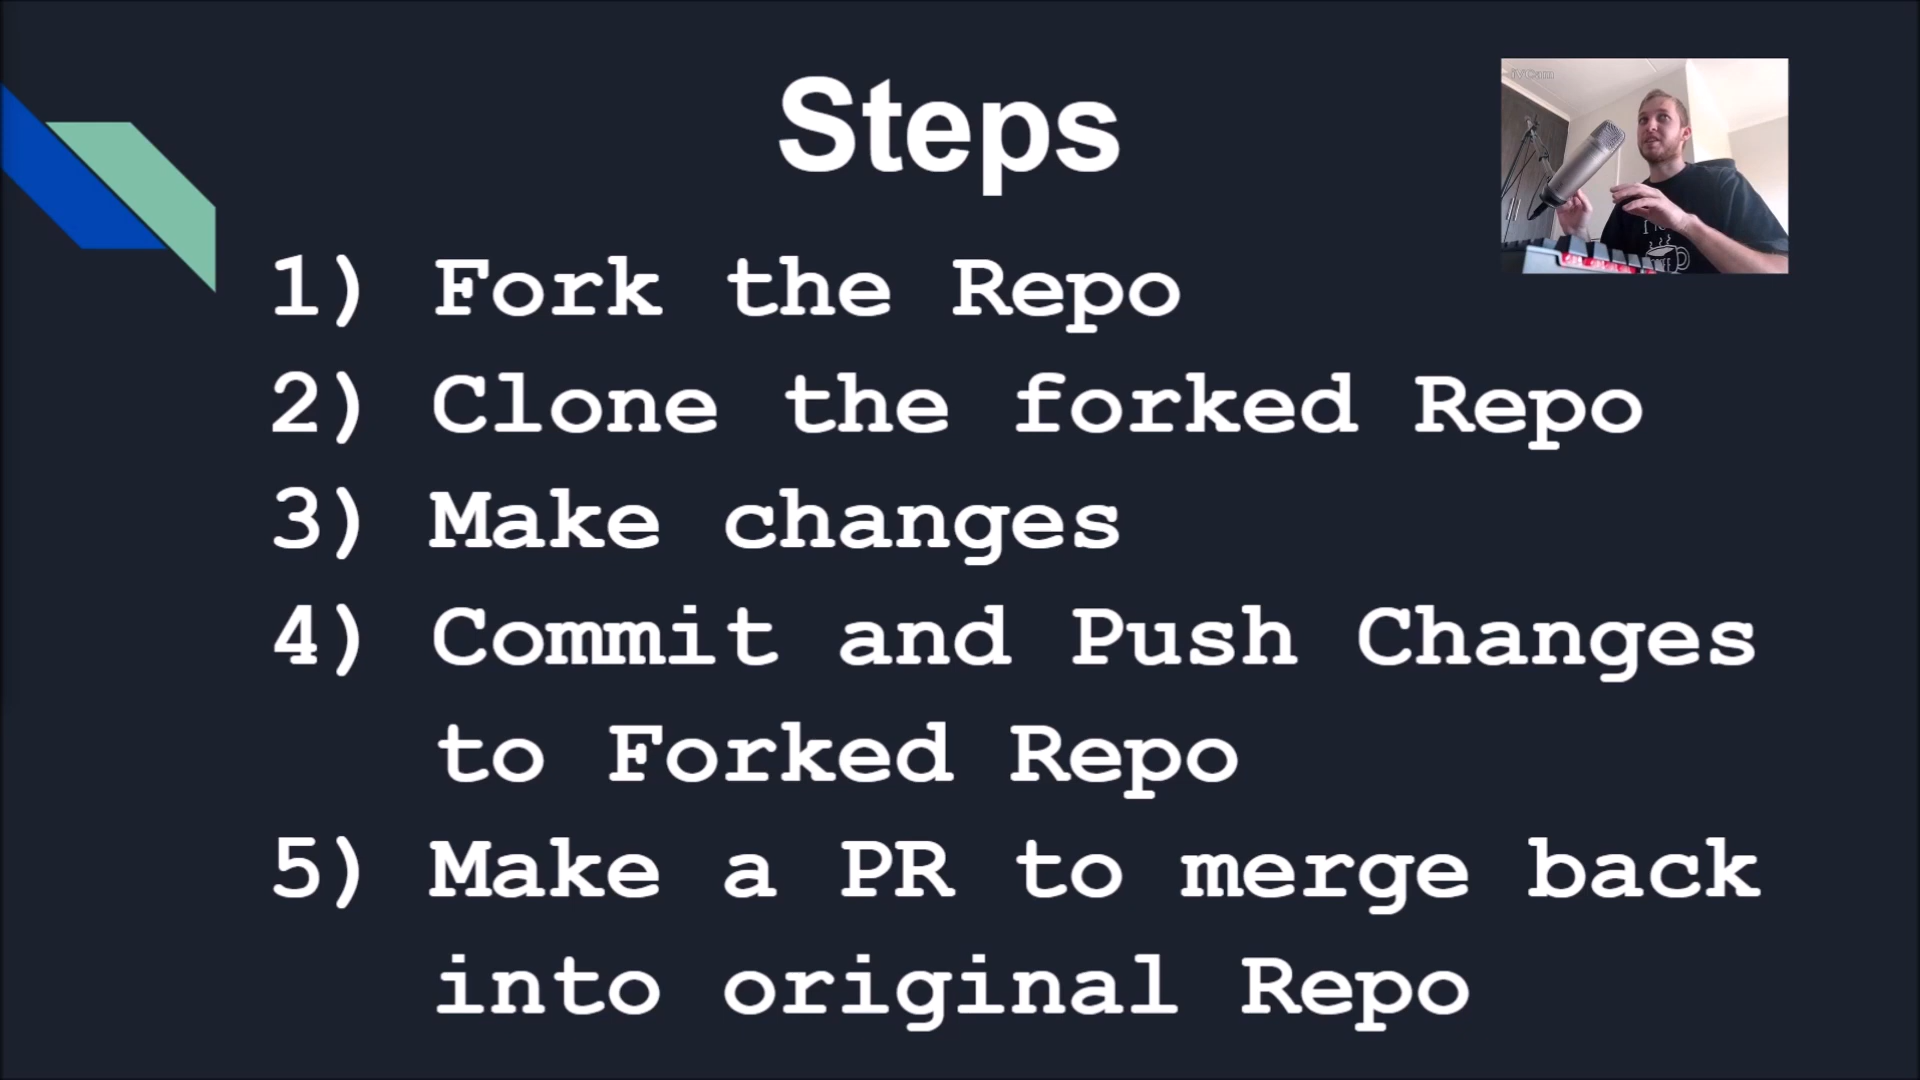 Steps
iVCam
1) Fork the Repo
2) Clone the forked Repo
3) Make changes
4) Commit and Push Changes
to Forked Repo
5) Make a PR to merge back
into original Repo